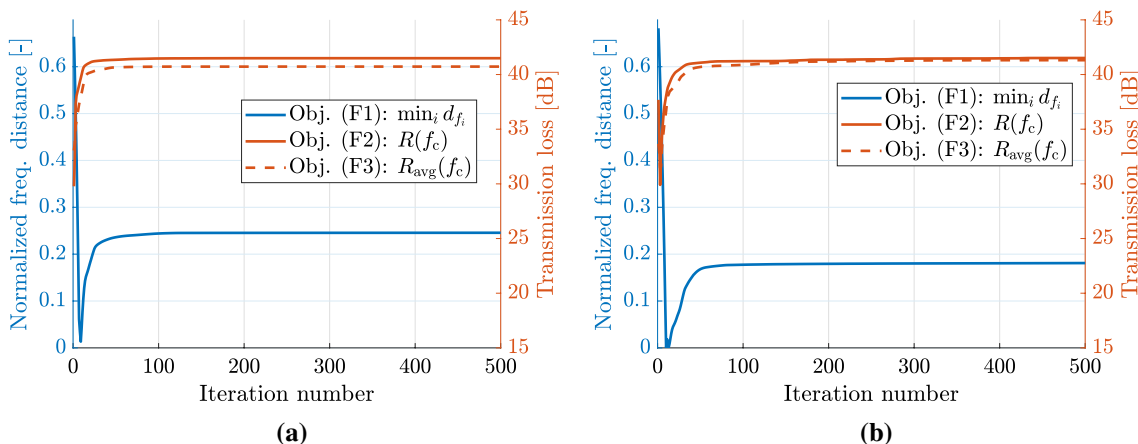 Normalized freq. distance [-]
0.6
0.5
0.4
0.3
0.2
0.1
0
45
40
35
30
25
20
15
Transmission loss [dB]
Obj. (F1): min_i d_{f_i}
Obj. (F2): R(f_c)
Obj. (F3): R_avg(f_c)
0 100 200 300 400 500
Iteration number
(a)
Normalized freq. distance [-]
0.6
0.5
0.4
0.3
0.2
0.1
0
45
40
35
30
25
20
15
Transmission loss [dB]
Obj. (F1): min_i d_{f_i}
Obj. (F2): R(f_c)
Obj. (F3): R_avg(f_c)
0 100 200 300 400 500
Iteration number
(b)